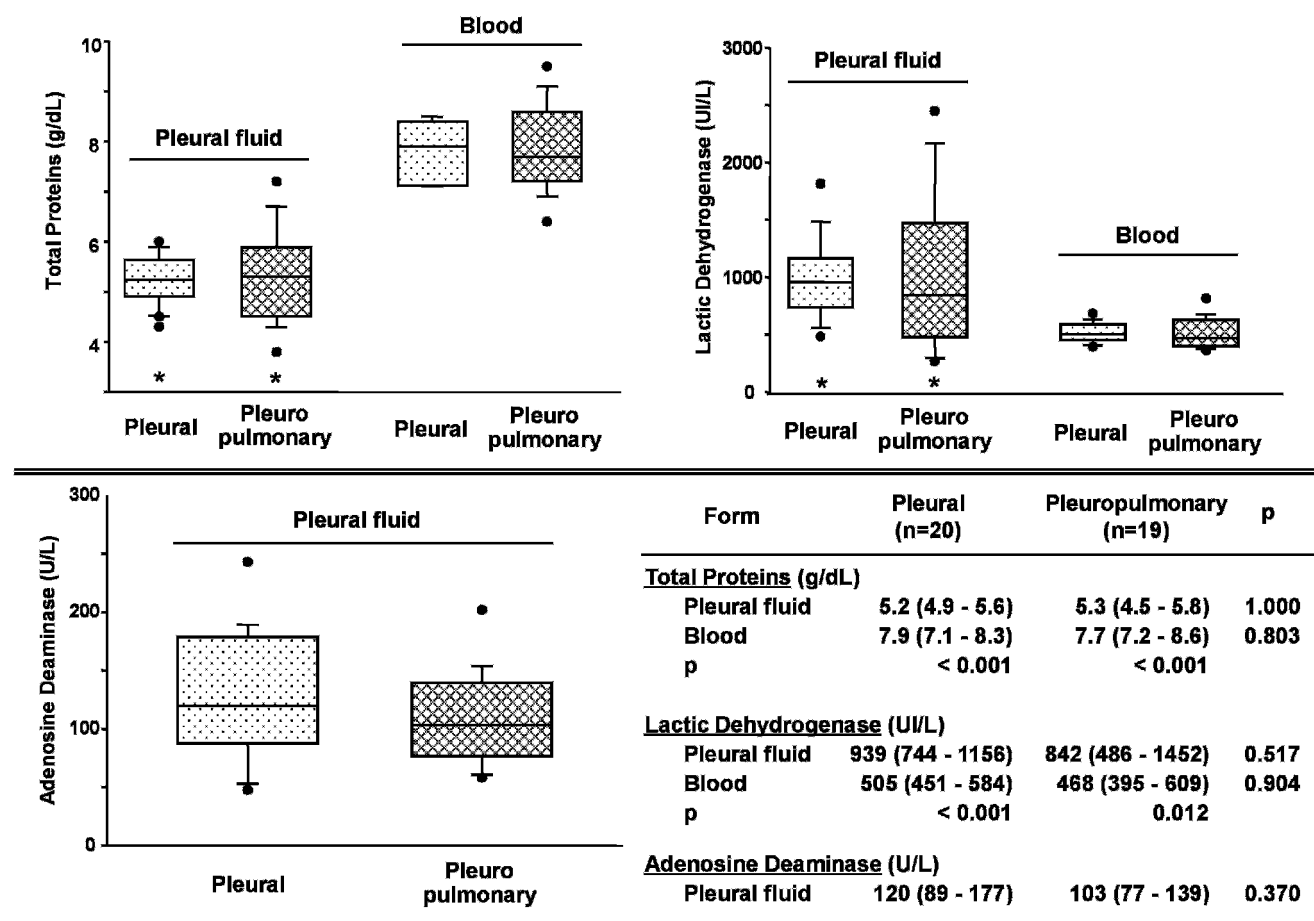 Blood
Pleural fluid
Total Proteins (g/dL)
10
8
6
4
*
*
Pleural
Pleuro
pulmonary
Pleural
Pleuro
pulmonary
Pleural fluid
Blood
Lactic Dehydrogenase (UI/L)
3000
2000
1000
0
*
*
Pleural
Pleuro
pulmonary
Pleural
Pleuro
pulmonary
Pleural fluid
Adenosine Deaminase (U/L)
300
200
100
0
Pleural
Pleuro
pulmonary
Form Pleural (n=20) Pleuropulmonary (n=19) p
Total Proteins (g/dL)
Pleural fluid 5.2 (4.9 - 5.6) 5.3 (4.5 - 5.8) 1.000
Blood 7.9 (7.1 - 8.3) 7.7 (7.2 - 8.6) 0.803
p < 0.001 < 0.001
Lactic Dehydrogenase (UI/L)
Pleural fluid 939 (744 - 1156) 842 (486 - 1452) 0.517
Blood 505 (451 - 584) 468 (395 - 609) 0.904
p < 0.001 0.012
Adenosine Deaminase (U/L)
Pleural fluid 120 (89 - 177) 103 (77 - 139) 0.370